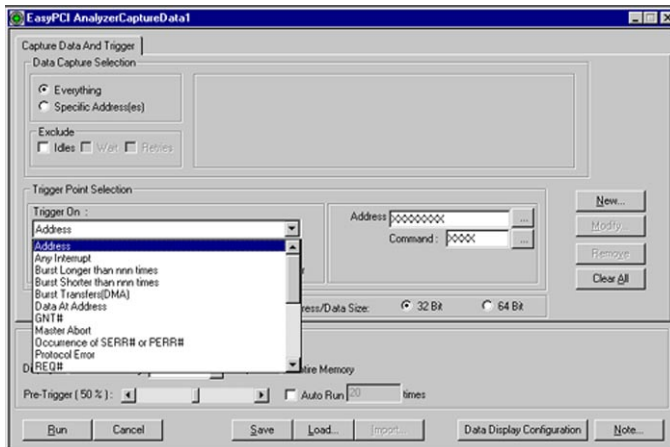 EasyPCI AnalyzerCaptureData1
Capture Data And Trigger
Data Capture Selection
Everything
Specific Address(es)
Exclude
Idles Wait Retries
Trigger Point Selection
Trigger On :
Address
Address
Any Interrupt
Burst Longer than nnn times
Burst Shorter than nnn times
Burst Transfers(DMA)
Data At Address
GNT#
Master Abort
Occurrence of SERR# or PERR#
Protocol Error
REQ#
Address XXXXXXXX ...
Command : XXXX ...
New...
Modify...
Remove
Clear All
ress/Data Size: 32 Bit 64 Bit
tire Memory
Pre-Trigger ( 50 % ) : Auto Run 20 times
Run Cancel Save Load... Import... Data Display Configuration Note...